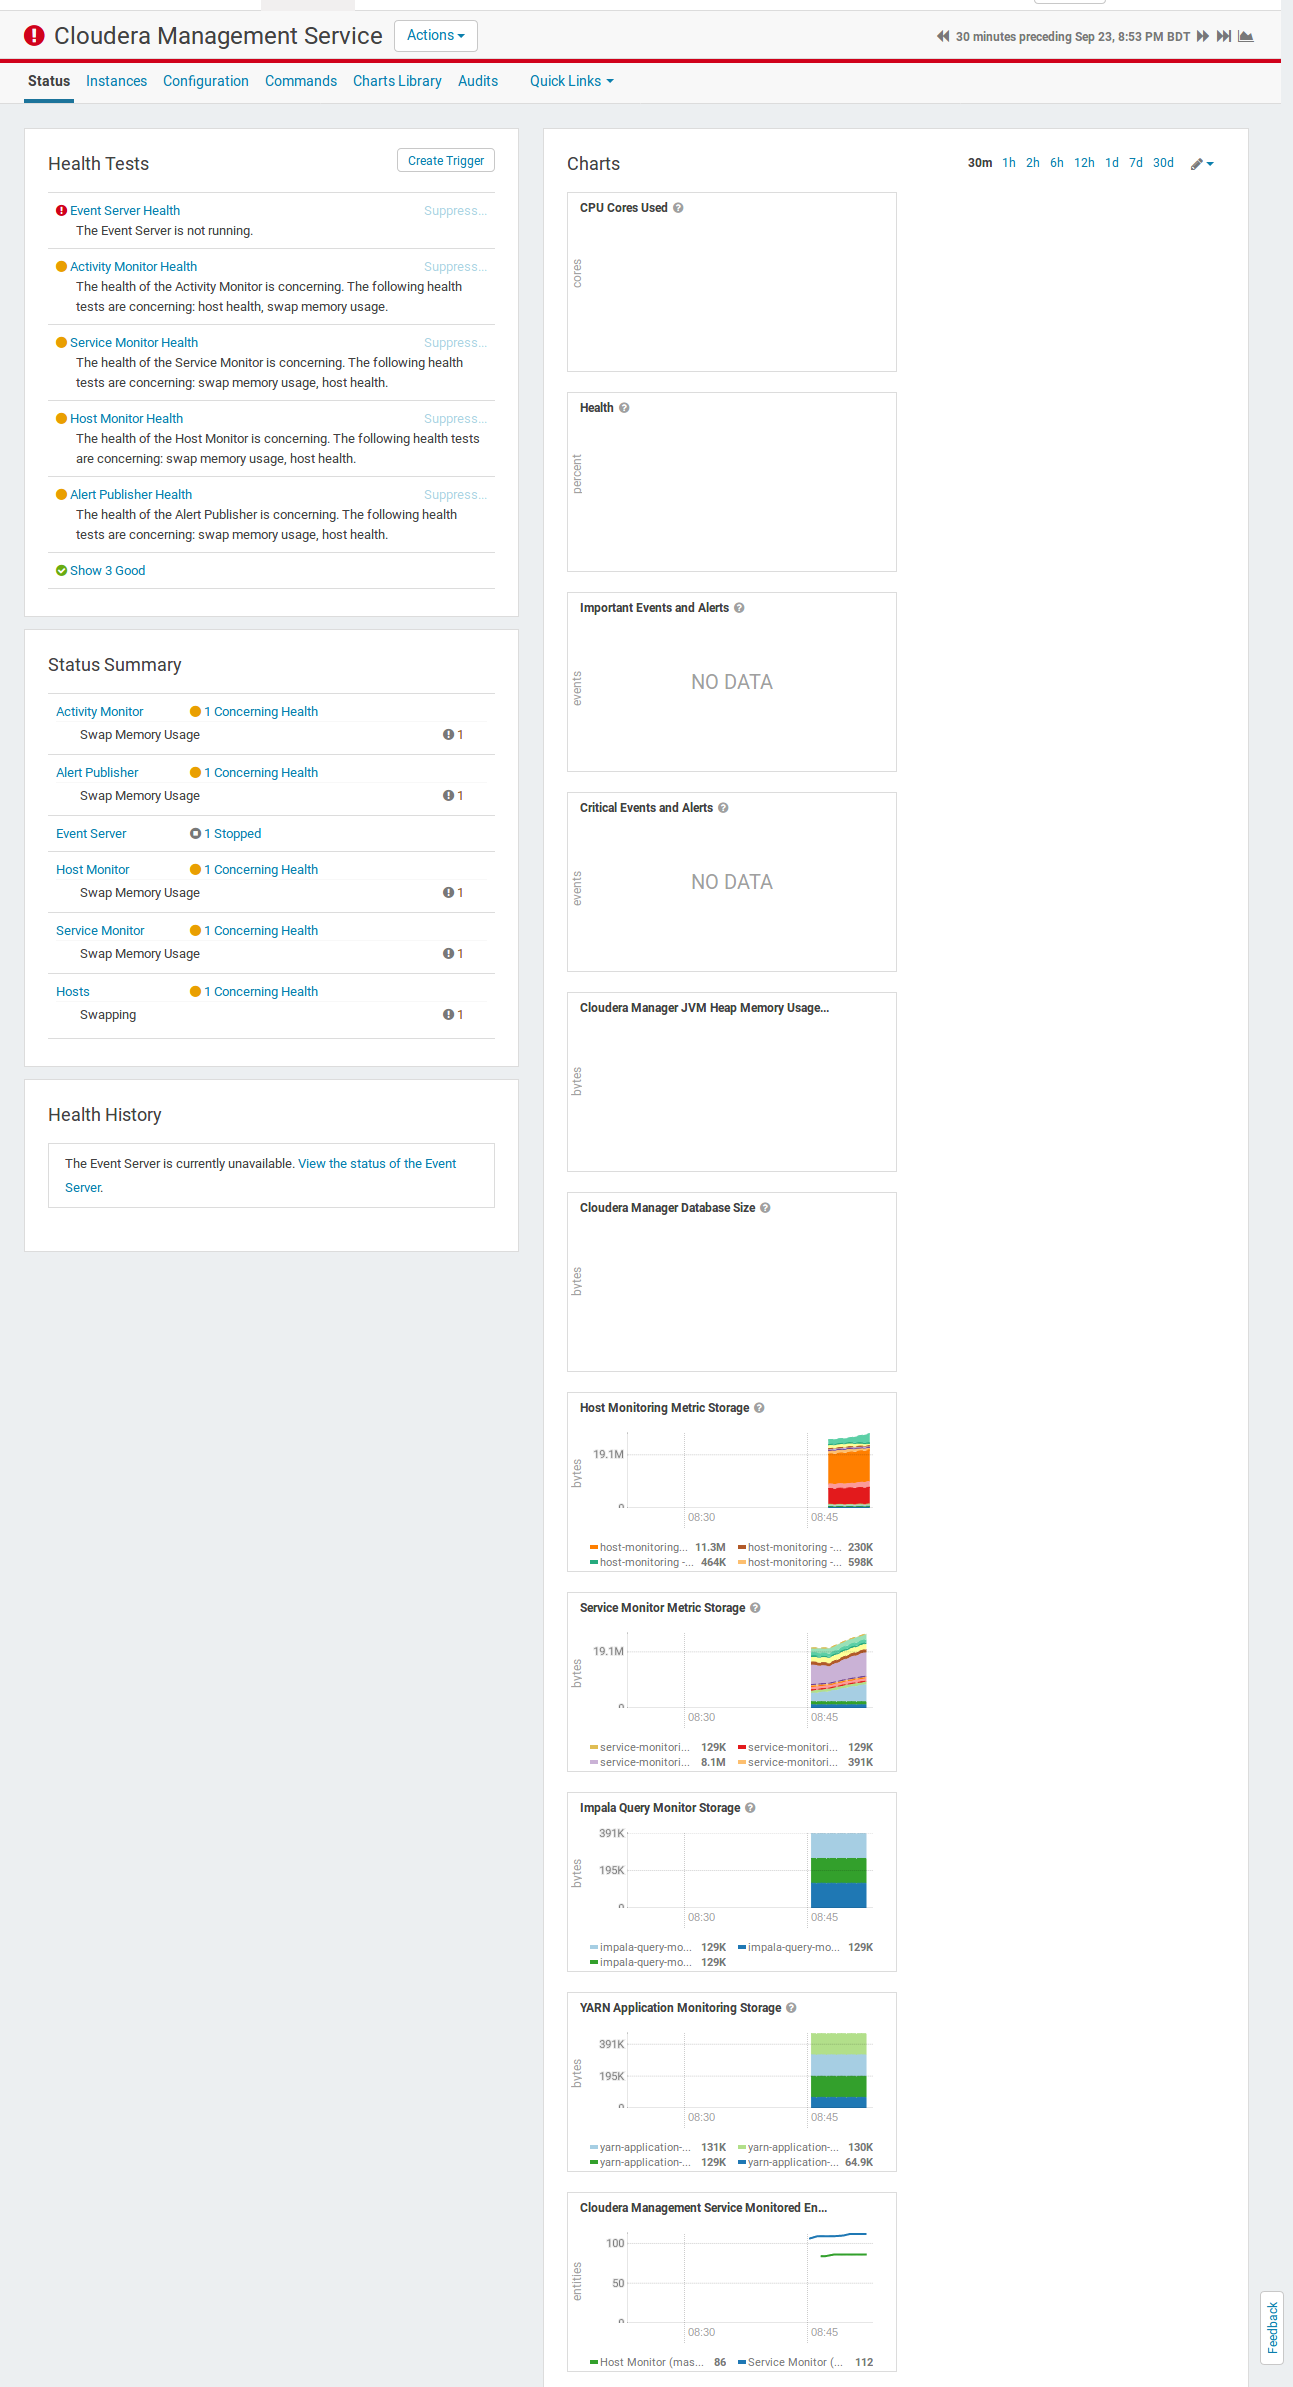 Cloudera Management Service
Actions
30 minutes preceding Sep 23, 8:53 PM BDT
Status Instances Configuration Commands Charts Library Audits Quick Links
Health Tests
Create Trigger
Event Server Health Suppress...
The Event Server is not running.
Activity Monitor Health Suppress...
The health of the Activity Monitor is concerning. The following health
tests are concerning: host health, swap memory usage.
Service Monitor Health Suppress...
The health of the Service Monitor is concerning. The following health
tests are concerning: swap memory usage, host health.
Host Monitor Health Suppress...
The health of the Host Monitor is concerning. The following health tests
are concerning: swap memory usage, host health.
Alert Publisher Health Suppress...
The health of the Alert Publisher is concerning. The following health
tests are concerning: swap memory usage, host health.
Show 3 Good
Status Summary
Activity Monitor 1 Concerning Health
Swap Memory Usage 1
Alert Publisher 1 Concerning Health
Swap Memory Usage 1
Event Server 1 Stopped
Host Monitor 1 Concerning Health
Swap Memory Usage 1
Service Monitor 1 Concerning Health
Swap Memory Usage 1
Hosts 1 Concerning Health
Swapping 1
Health History
The Event Server is currently unavailable. View the status of the Event
Server.
Charts
30m 1h 2h 6h 12h 1d 7d 30d
CPU Cores Used
cores
Health
percent
Important Events and Alerts
events
NO DATA
Critical Events and Alerts
events
NO DATA
Cloudera Manager JVM Heap Memory Usage...
bytes
Cloudera Manager Database Size
bytes
Host Monitoring Metric Storage
bytes
19.1M
0
08:30 08:45
host-monitoring... 11.3M host-monitoring -... 230K
host-monitoring -... 464K host-monitoring -... 598K
Service Monitor Metric Storage
bytes
19.1M
0
08:30 08:45
service-monitori... 129K service-monitori... 129K
service-monitori... 8.1M service-monitori... 391K
Impala Query Monitor Storage
bytes
391K
195K
0
08:30 08:45
impala-query-mo... 129K impala-query-mo... 129K
impala-query-mo... 129K
YARN Application Monitoring Storage
bytes
391K
195K
0
08:30 08:45
yarn-application-... 131K yarn-application-... 130K
yarn-application-... 129K yarn-application-... 64.9K
Cloudera Management Service Monitored En...
entities
100
50
0
08:30 08:45
Host Monitor (mas... 86 Service Monitor (... 112
Feedback